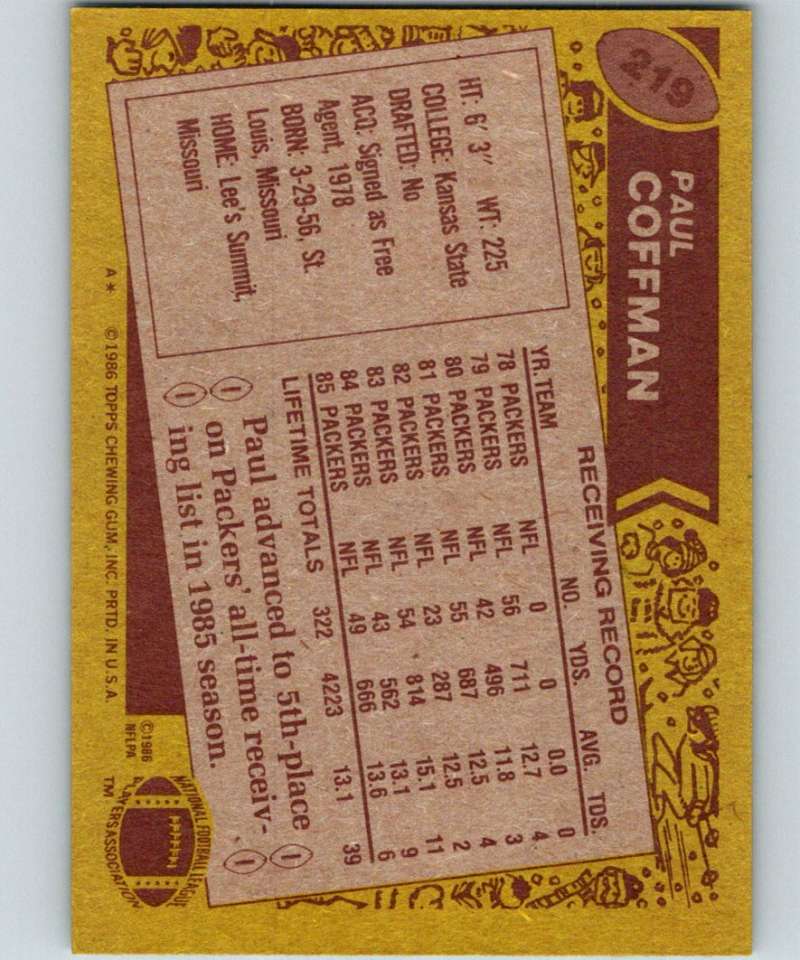 219
PAUL
COFFMAN
HT: 6' 3" WT: 225
COLLEGE: Kansas State
DRAFTED: No
ACQ: Signed as Free
Agent, 1978
BORN: 3-29-56, St.
Louis, Missouri
HOME: Lee's Summit,
Missouri
RECEIVING RECORD
YR. TEAM NO. YDS. AVG. TDS.
78 PACKERS NFL 0 0 0.0 0
79 PACKERS NFL 56 711 12.7 4
80 PACKERS NFL 42 496 11.8 3
81 PACKERS NFL 55 687 12.5 4
82 PACKERS NFL 23 287 12.5 2
83 PACKERS NFL 54 814 15.1 11
84 PACKERS NFL 43 562 13.1 9
85 PACKERS NFL 49 666 13.6 6
LIFETIME TOTALS 322 4223 13.1 39
Paul advanced to 5th-place
on Packers' all-time receiv-
ing list in 1985 season.
A* ©1986 TOPPS CHEWING GUM, INC. PRTD. IN U.S.A.
©1986
NFLPA
NATIONAL FOOTBALL LEAGUE
PLAYERS ASSOCIATION
TM